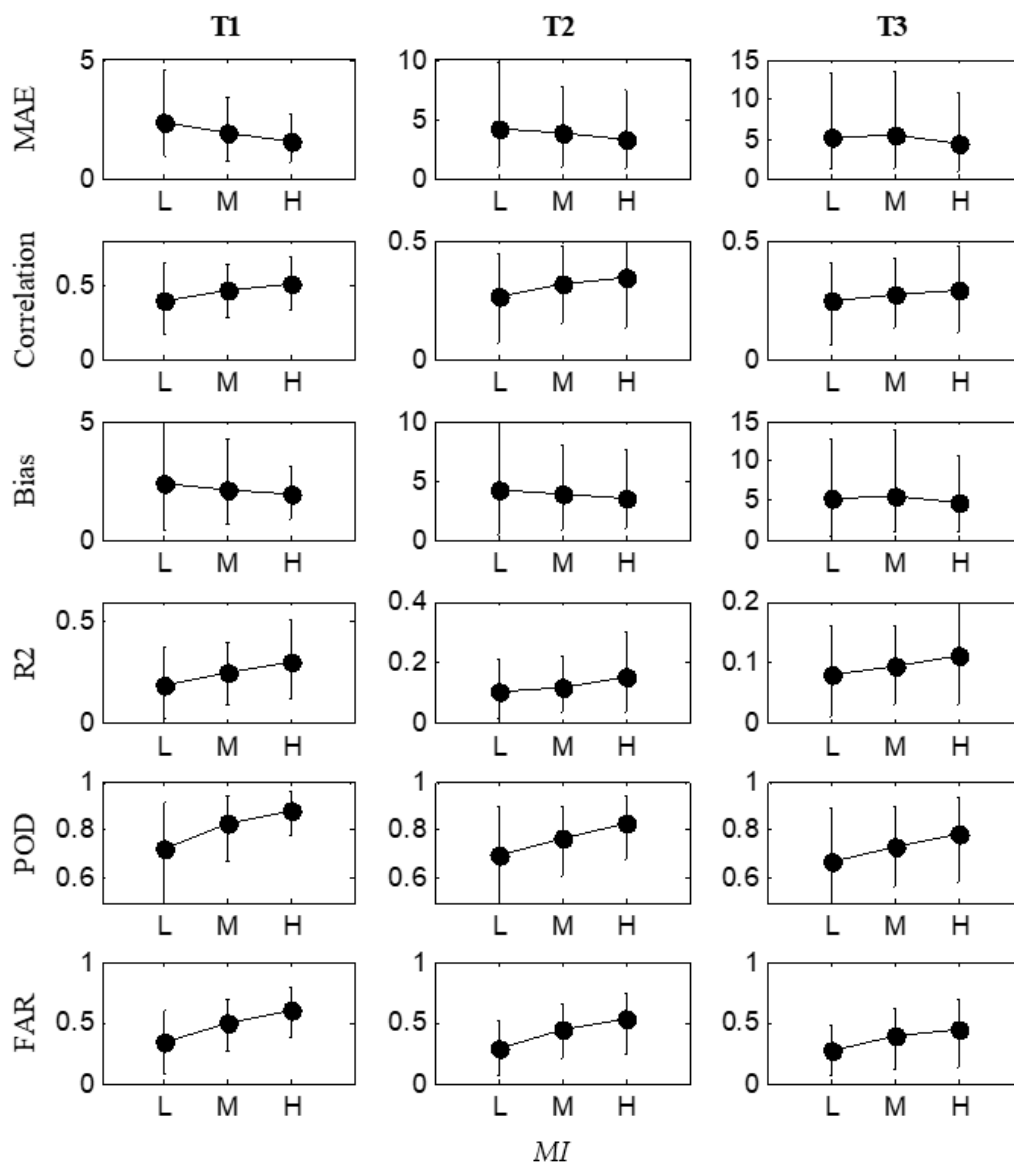 T1 T2 T3
MAE 5 0 L M H 10 5 0 L M H 15 10 5 0 L M H
Correlation 0.5 0 L M H 0.5 0 L M H 0.5 0 L M H
Bias 5 0 L M H 10 5 0 L M H 15 10 5 0 L M H
R2 0.5 0 L M H 0.4 0.2 0 L M H 0.2 0.1 0 L M H
POD 1 0.8 0.6 L M H 1 0.8 0.6 L M H 1 0.8 0.6 L M H
FAR 1 0.5 0 L M H 1 0.5 0 L M H 1 0.5 0 L M H
MI